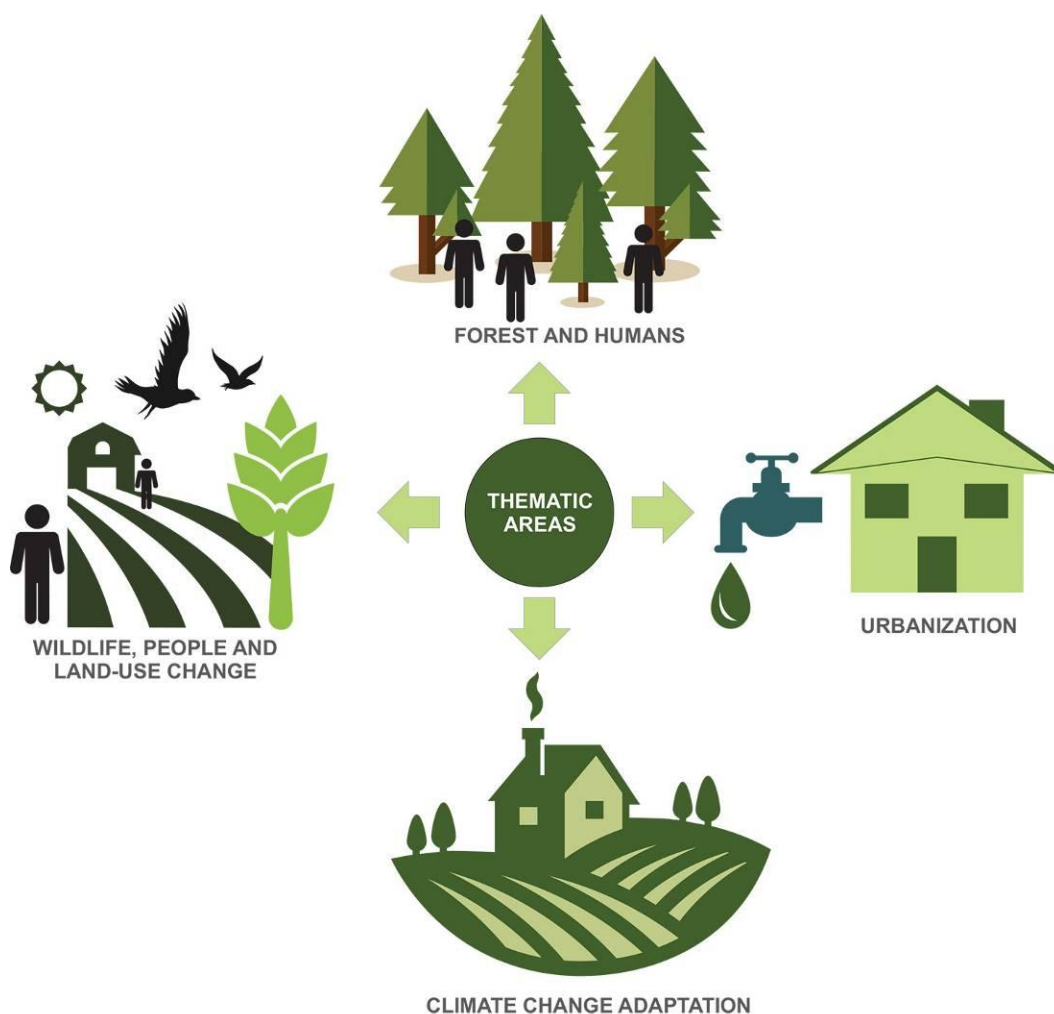 FOREST AND HUMANS
THEMATIC
AREAS
WILDLIFE, PEOPLE AND
LAND-USE CHANGE
URBANIZATION
CLIMATE CHANGE ADAPTATION